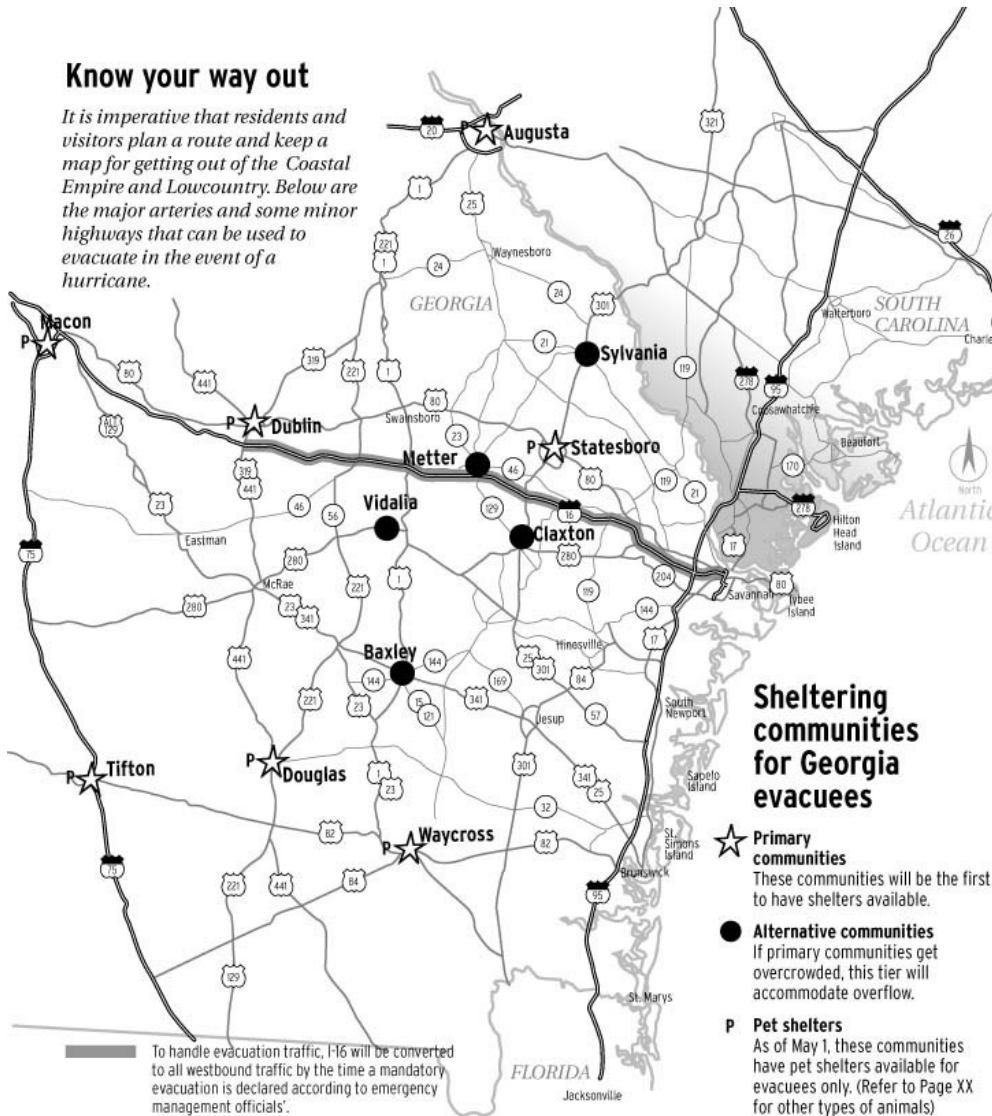 Know your way out
It is imperative that residents and
visitors plan a route and keep a
map for getting out of the Coastal
Empire and Lowcountry. Below are
the major arteries and some minor
highways that can be used to
evacuate in the event of a
hurricane.
20
P
Augusta
321
1
25
26
221
1
24
Waynesboro
GEORGIA
24
301
SOUTH
CAROLINA
Walterboro
Macon
P
21
Sylvania
319
80
441
221
1
119
278
95
Coosawhatchie
Swainsboro
80
P
Dublin
ALT
129
23
P
Statesboro
Beaufort
Metter
46
80
119
170
319
441
21
North
Vidalia
46
56
129
16
278
Hilton
Head
Island
Atlantic
Ocean
23
Eastman
Claxton
17
280
280
75
McRae
221
1
204
Savannah
80
Tybee
Island
280
23
341
119
144
Hinosville
17
441
Baxley
144
25
301
144
169
84
221
23
15
121
341
Jesup
57
South
Newport
Sheltering
communities
for Georgia
evacuees
P
Tifton
P
Douglas
301
341
25
Sapelo
Island
1
23
32
82
P
Waycross
82
St.
Simons
Island
Primary
communities
These communities will be the first
to have shelters available.
75
221
441
84
Brunswick
95
Alternative communities
If primary communities get
overcrowded, this tier will
accommodate overflow.
129
St. Marys
P
Pet shelters
As of May 1, these communities
have pet shelters available for
evacuees only. (Refer to Page XX
for other types of animals)
To handle evacuation traffic, I-16 will be converted
to all westbound traffic by the time a mandatory
evacuation is declared according to emergency
management officials'.
FLORIDA
Jacksonville